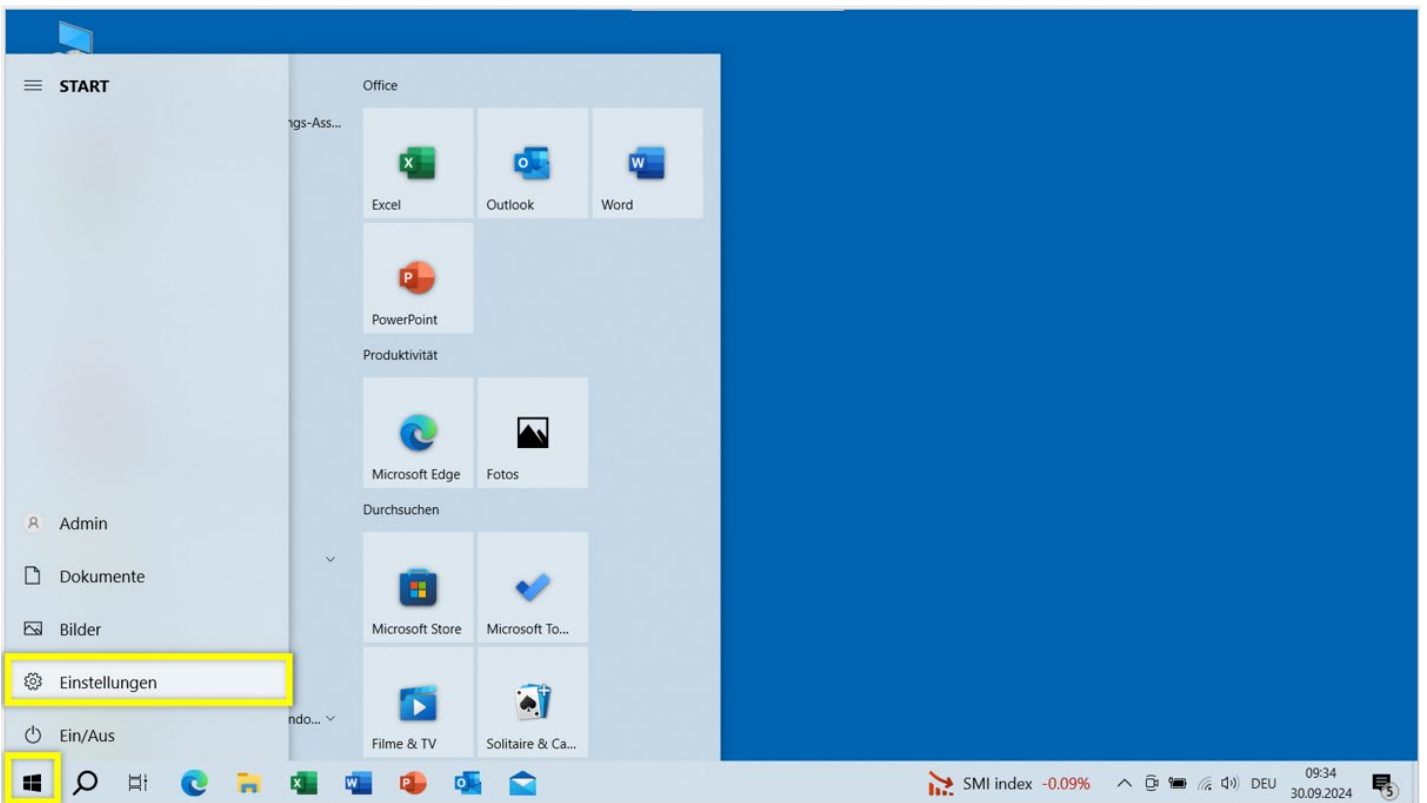 START
Office
ngs-Ass...
Excel
Outlook
Word
PowerPoint
Produktivität
Microsoft Edge
Fotos
Durchsuchen
Admin
Dokumente
Microsoft Store
Microsoft To...
Bilder
Einstellungen
ndo...
Ein/Aus
Filme & TV
Solitaire & Ca...
SMI index -0.09%
DEU
09:34
30.09.2024
5